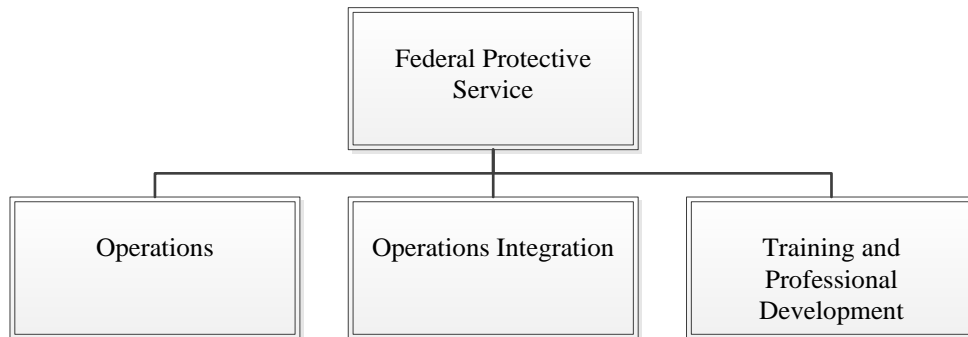 Federal Protective
Service
Operations
Operations Integration
Training and
Professional
Development